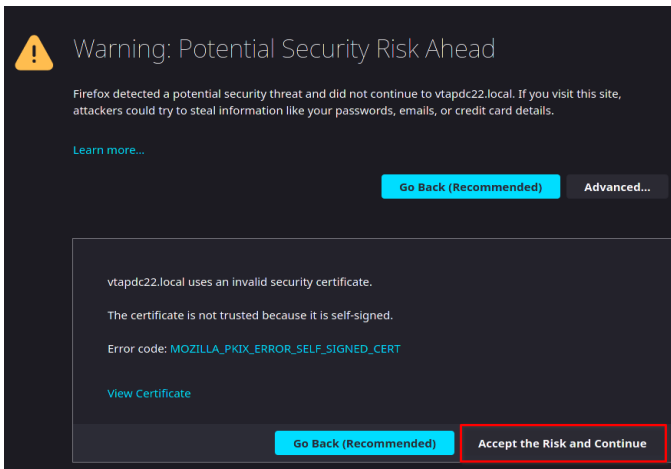 Warning: Potential Security Risk Ahead
Firefox detected a potential security threat and did not continue to vtapdc22.local. If you visit this site,
attackers could try to steal information like your passwords, emails, or credit card details.
Learn more...
Go Back (Recommended)
Advanced...
vtapdc22.local uses an invalid security certificate.
The certificate is not trusted because it is self-signed.
Error code: MOZILLA_PKIX_ERROR_SELF_SIGNED_CERT
View Certificate
Go Back (Recommended)
Accept the Risk and Continue